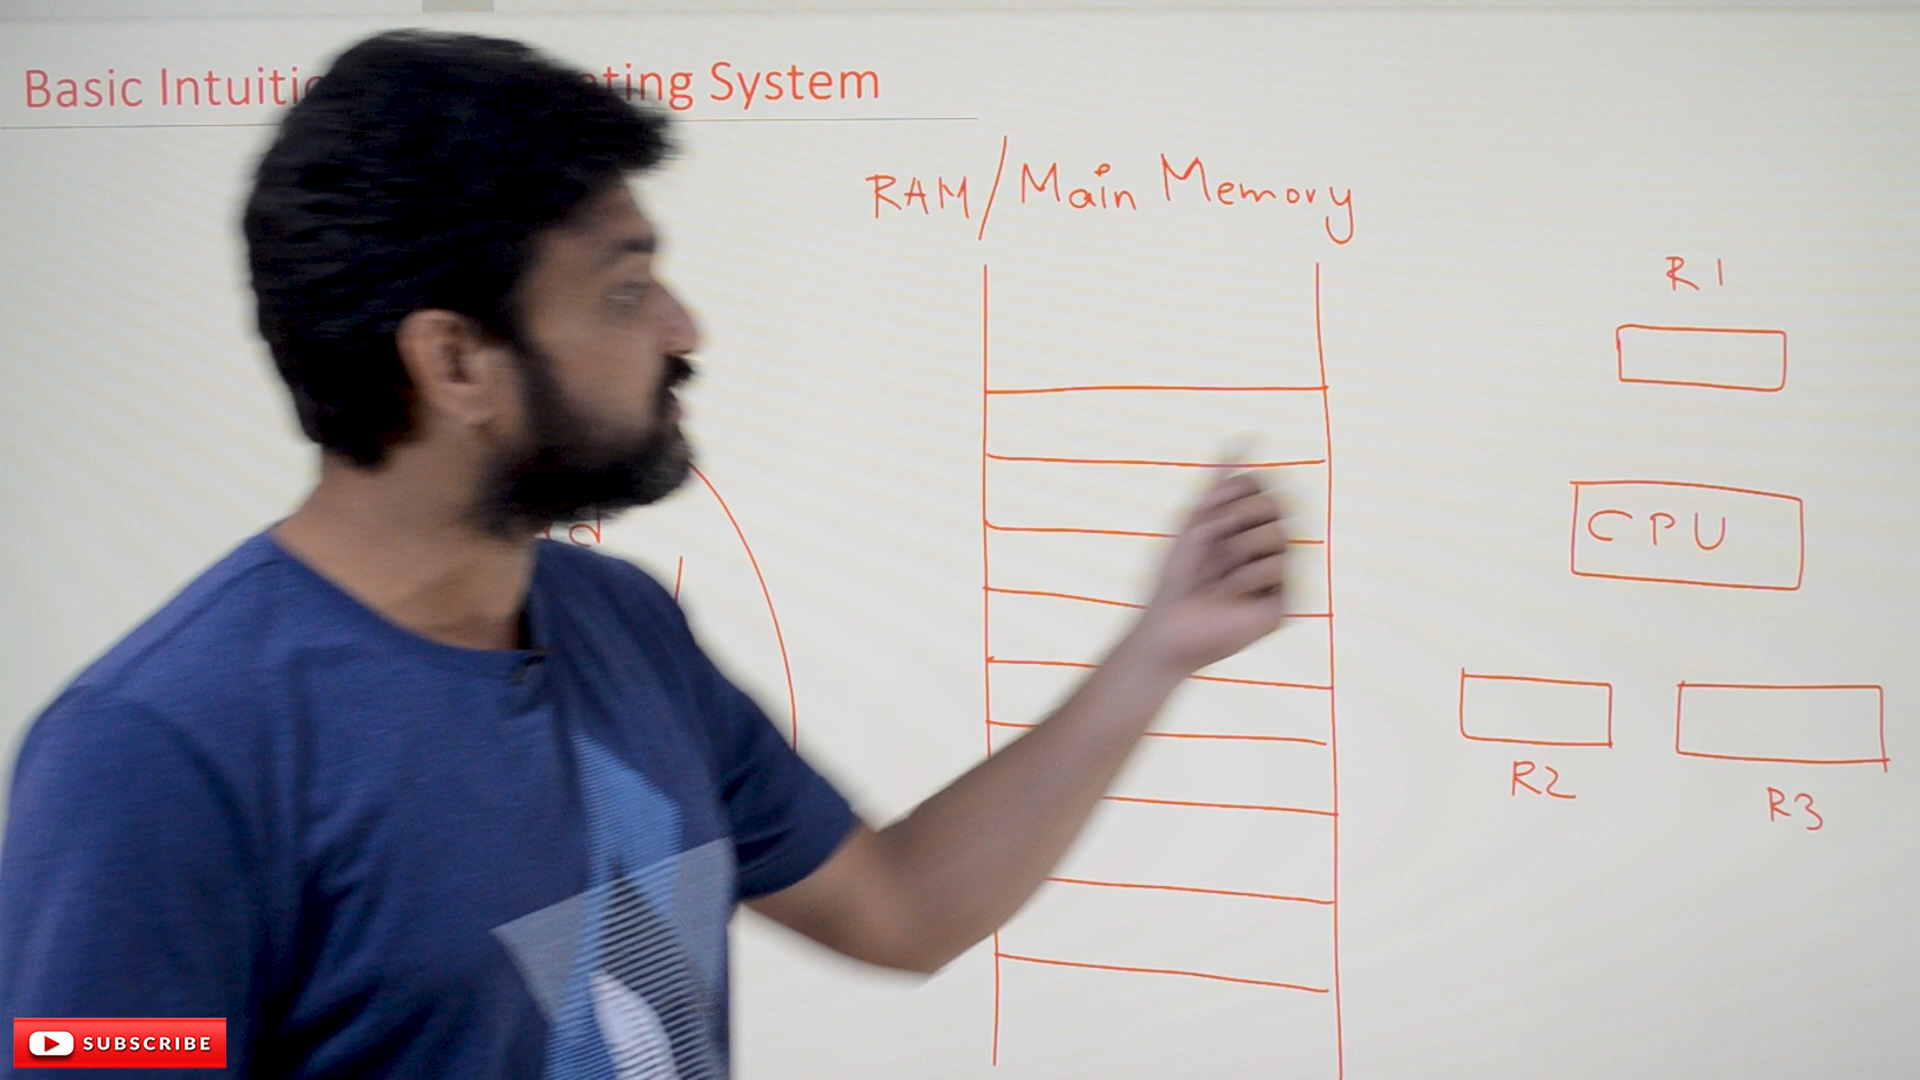 Basic Intuiti ting System
RAM/Main Memory
R1
CPU
R2
R3
SUBSCRIBE